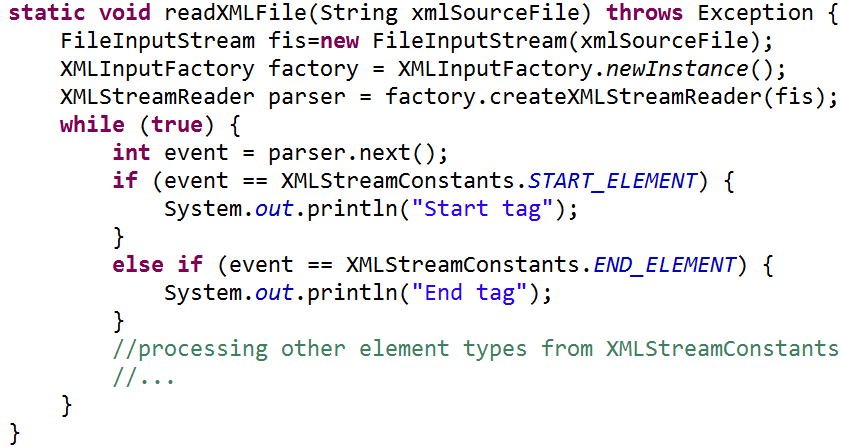 static void readXMLFile(String xmlSourceFile) throws Exception {
    FileInputStream fis=new FileInputStream(xmlSourceFile);
    XMLInputFactory factory = XMLInputFactory.newInstance();
    XMLStreamReader parser = factory.createXMLStreamReader(fis);
    while (true) {
        int event = parser.next();
        if (event == XMLStreamConstants.START_ELEMENT) {
            System.out.println("Start tag");
        }
        else if (event == XMLStreamConstants.END_ELEMENT) {
            System.out.println("End tag");
        }
        //processing other element types from XMLStreamConstants
        //...
    }
}